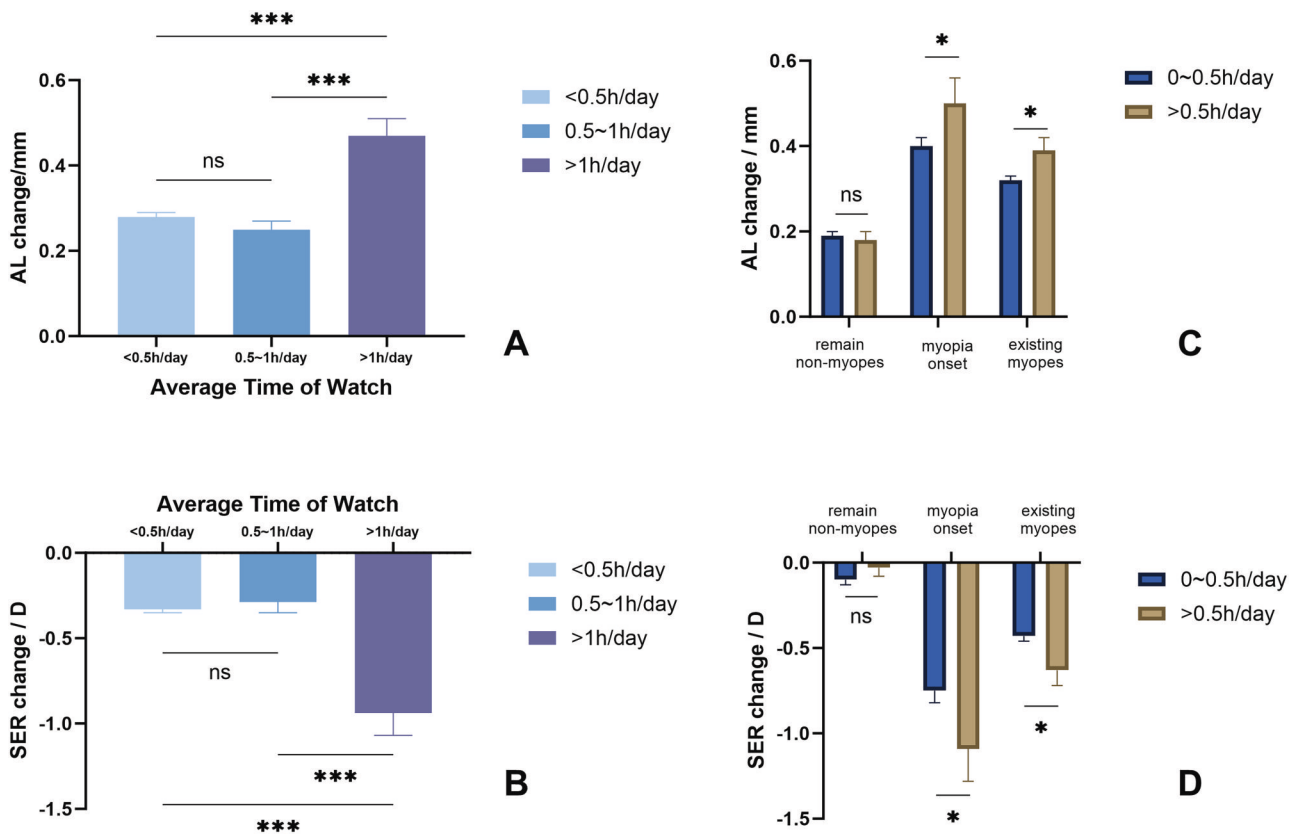 ***
***
ns
0.6
0.4
0.2
0.0
AL change/mm
<0.5h/day
0.5~1h/day
>1h/day
Average Time of Watch
<0.5h/day
0.5~1h/day
>1h/day
A
*
*
ns
0.6
0.4
0.2
0.0
AL change / mm
remain
non-myopes
myopia
onset
existing
myopes
0~0.5h/day
>0.5h/day
C
Average Time of Watch
<0.5h/day
0.5~1h/day
>1h/day
0.0
-0.5
-1.0
-1.5
SER change / D
ns
***
***
<0.5h/day
0.5~1h/day
>1h/day
B
remain
non-myopes
myopia
onset
existing
myopes
0.0
-0.5
-1.0
-1.5
SER change / D
ns
*
*
0~0.5h/day
>0.5h/day
D